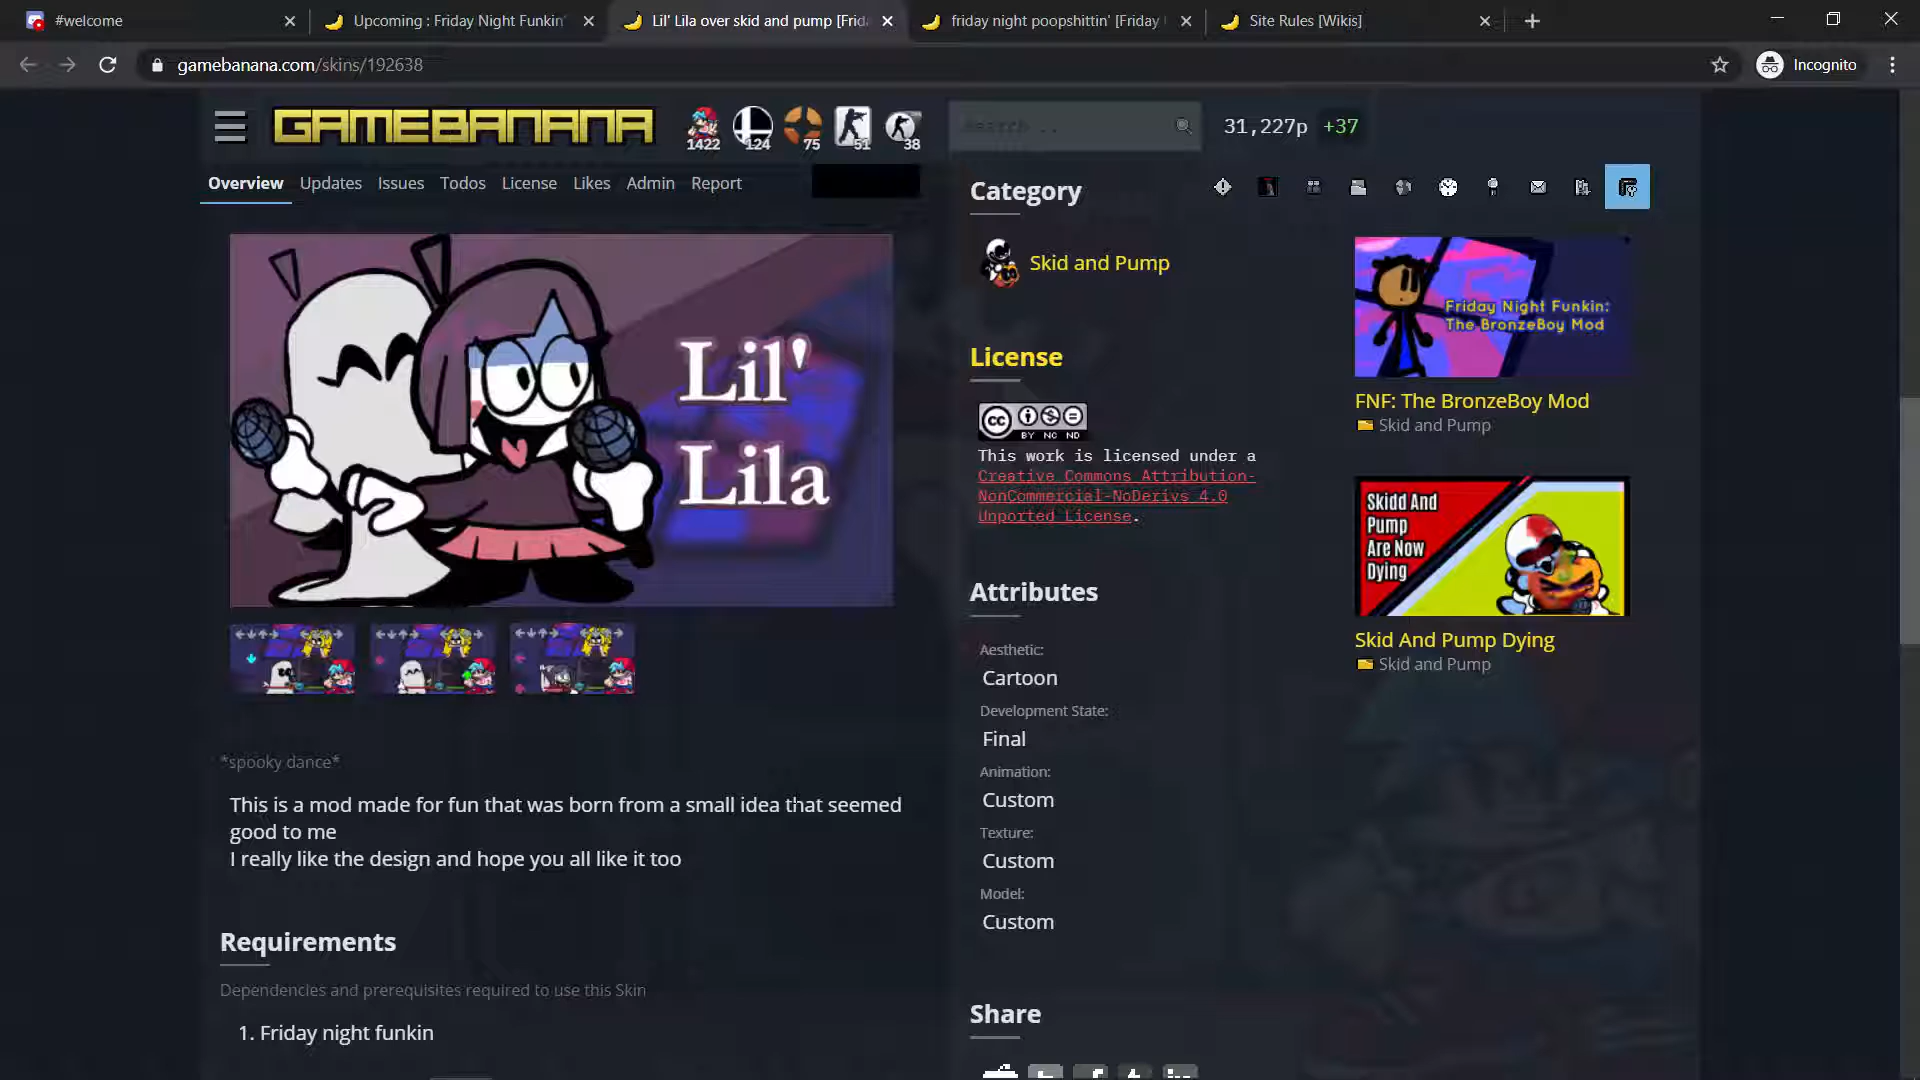 #welcome
Upcoming : Friday Night Funkin'
Lil' Lila over skid and pump [Frid
friday night poopshittin' [Friday
Site Rules [Wikis]
gamebanana.com/skins/192638
Incognito
GAMEBANANA
1422
124
75
51
38
Search ...
31,227p +37
Overview
Updates
Issues
Todos
License
Likes
Admin
Report
Lil'
Lila
*spooky dance*
This is a mod made for fun that was born from a small idea that seemed
good to me
I really like the design and hope you all like it too
Requirements
Dependencies and prerequisites required to use this Skin
1. Friday night funkin
Category
Skid and Pump
License
cc
BY NC ND
This work is licensed under a
Creative Commons Attribution-
NonCommercial-NoDerivs 4.0
Unported License.
Attributes
Aesthetic:
Cartoon
Development State:
Final
Animation:
Custom
Texture:
Custom
Model:
Custom
Share
Friday Night Funkin:
The BronzeBoy Mod
FNF: The BronzeBoy Mod
Skid and Pump
Skidd And
Pump
Are Now
Dying
Skid And Pump Dying
Skid and Pump